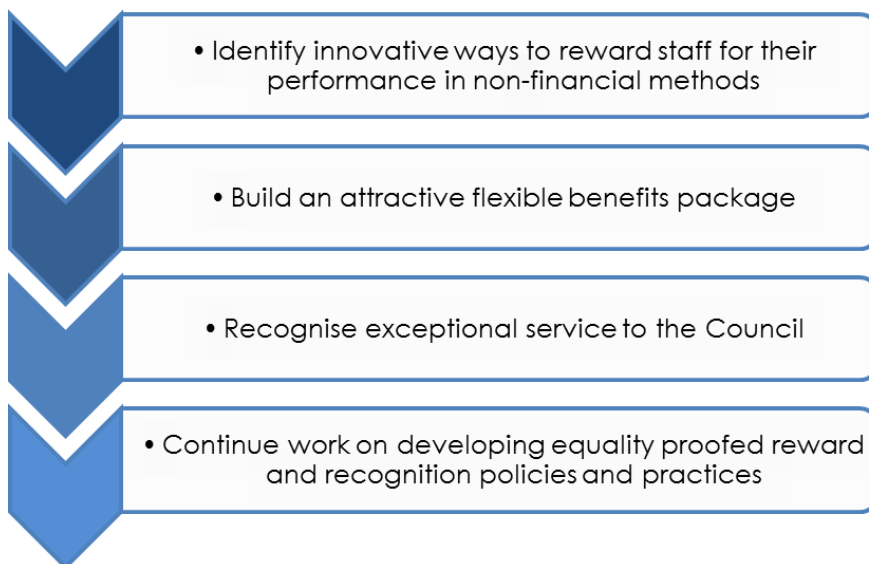 • Identify innovative ways to reward staff for their
performance in non-financial methods
• Build an attractive flexible benefits package
• Recognise exceptional service to the Council
• Continue work on developing equality proofed reward
and recognition policies and practices